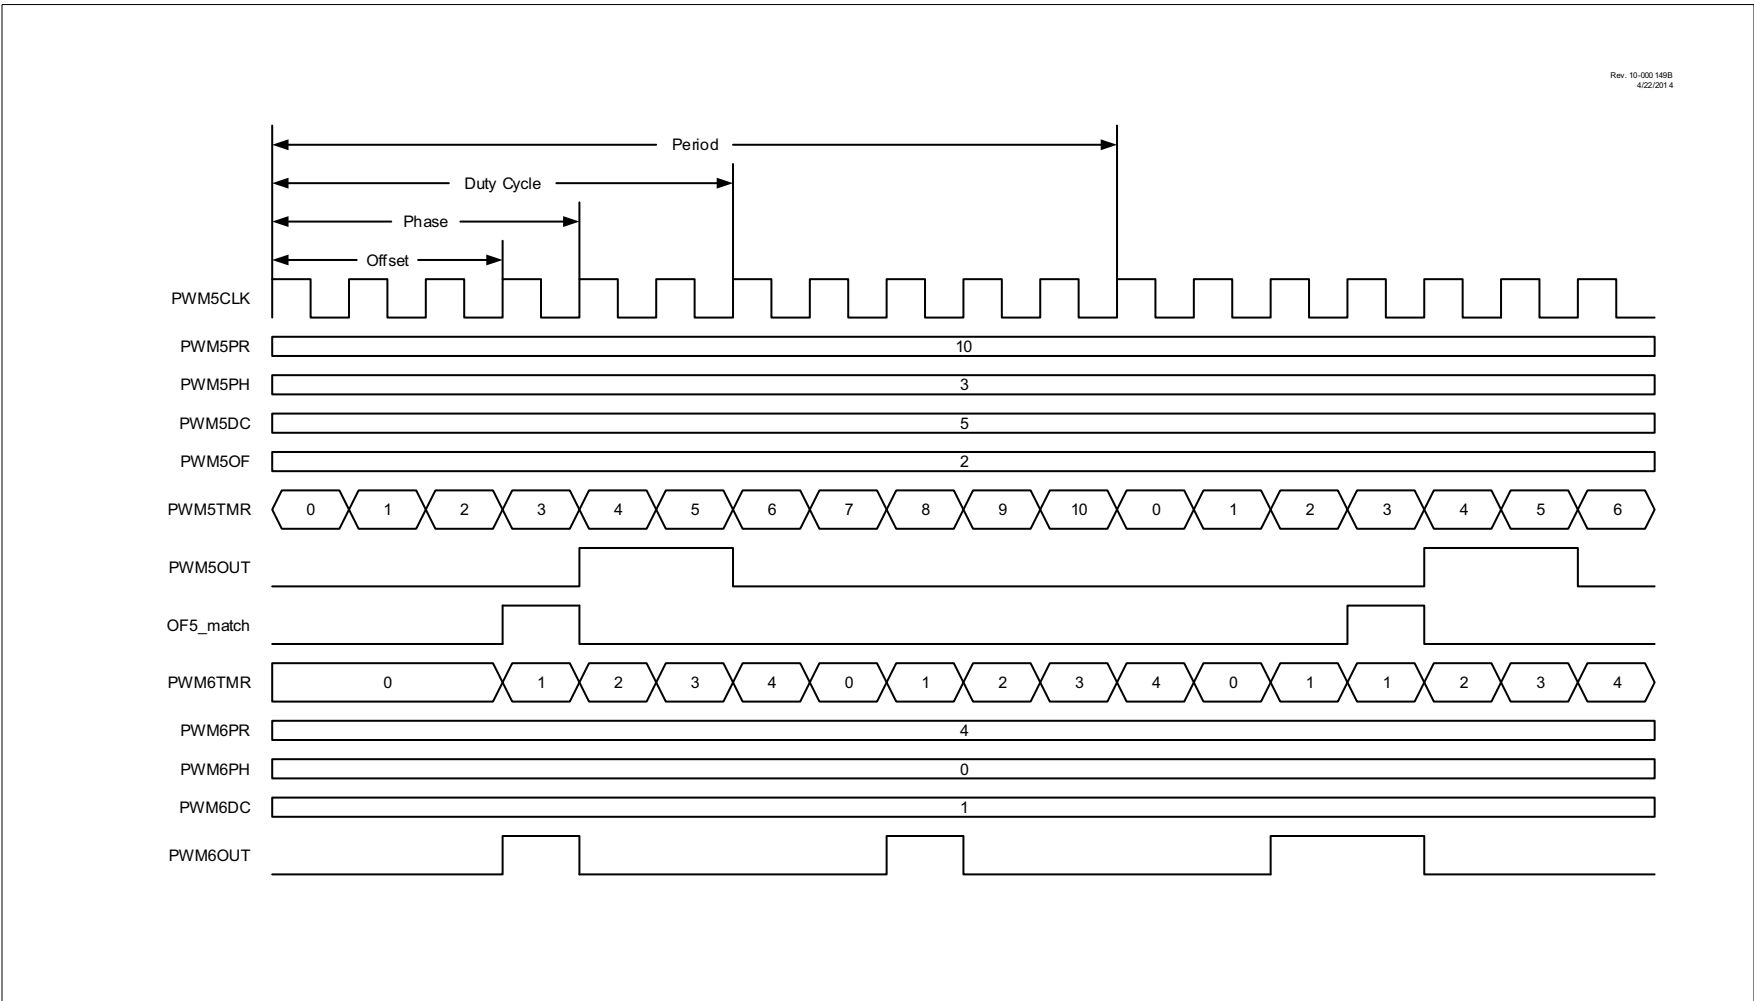 Rev. 10-000 149B
4/22/201 4
Period
Duty Cycle
Phase
Offset
PWM5CLK
PWM5PR 10
PWM5PH 3
PWM5DC 5
PWM5OF 2
PWM5TMR 0 1 2 3 4 5 6 7 8 9 10 0 1 2 3 4 5 6
PWM5OUT
OF5_match
PWM6TMR 0 1 2 3 4 0 1 2 3 4 0 1 1 2 3 4
PWM6PR 4
PWM6PH 0
PWM6DC 1
PWM6OUT